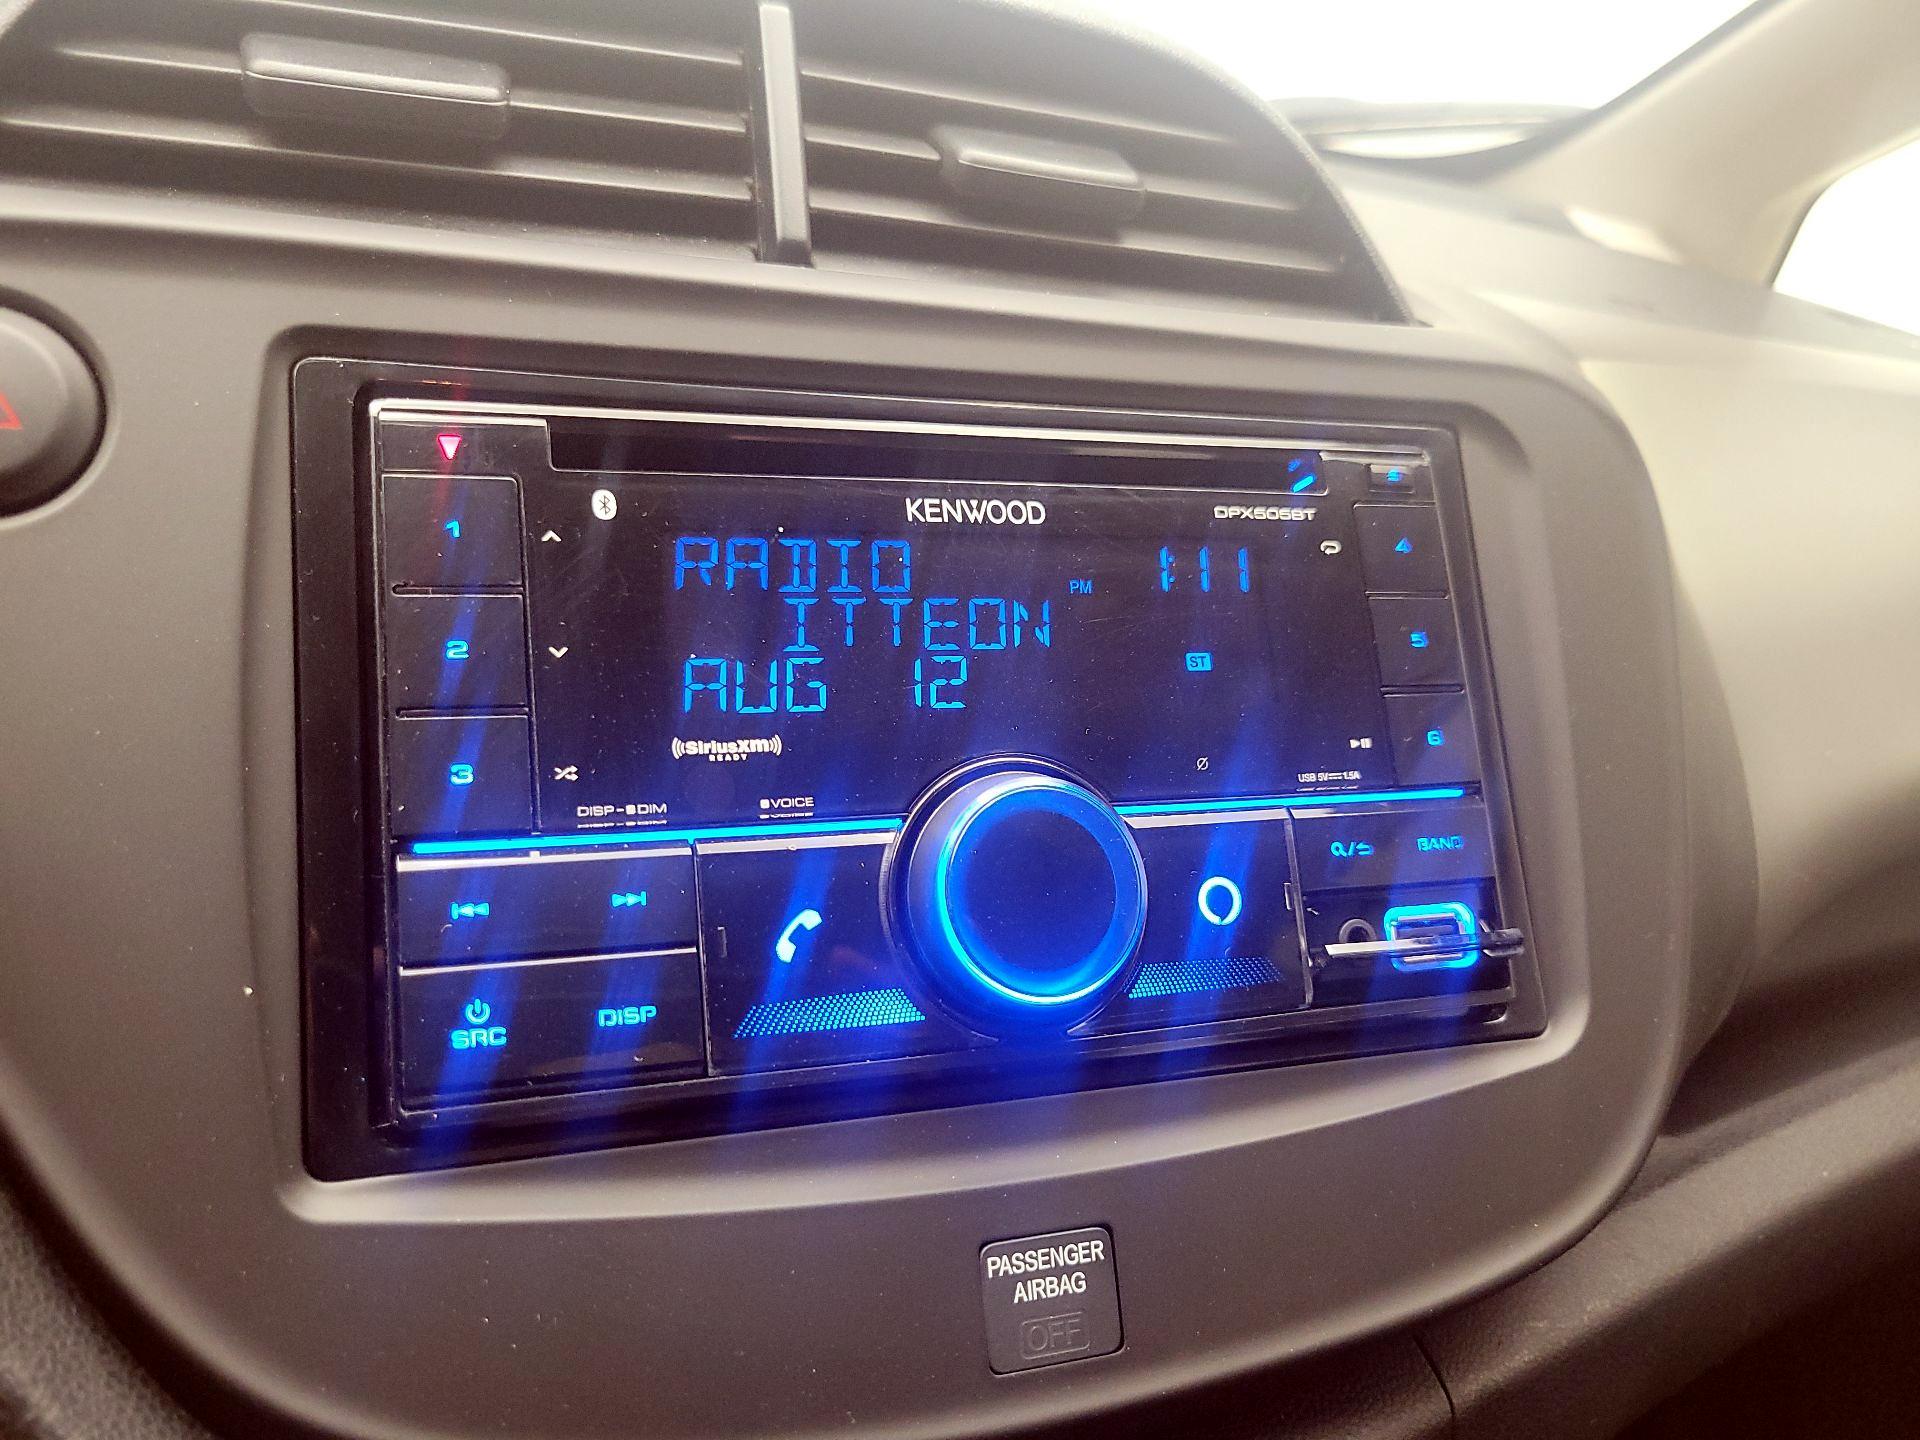 KENWOOD
DPX505BT
RADIO
PM 1:11
ITTEON
ST
AUG 12
1
2
3
4
5
6
((SiriusXM))
READY
DISP - DIM
VOICE
USB 5V 1.5A
BAND
SRC
DISP
PASSENGER
AIRBAG
OFF